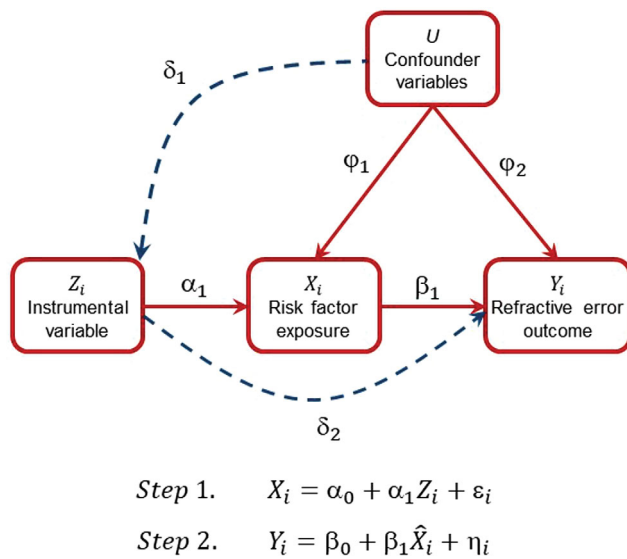 U
Confounder
variables
δ₁
φ₁
φ₂
Zᵢ
Instrumental
variable
α₁
Xᵢ
Risk factor
exposure
β₁
Yᵢ
Refractive error
outcome
δ₂
Step 1. Xᵢ = α₀ + α₁Zᵢ + εᵢ
Step 2. Yᵢ = β₀ + β₁X̂ᵢ + ηᵢ